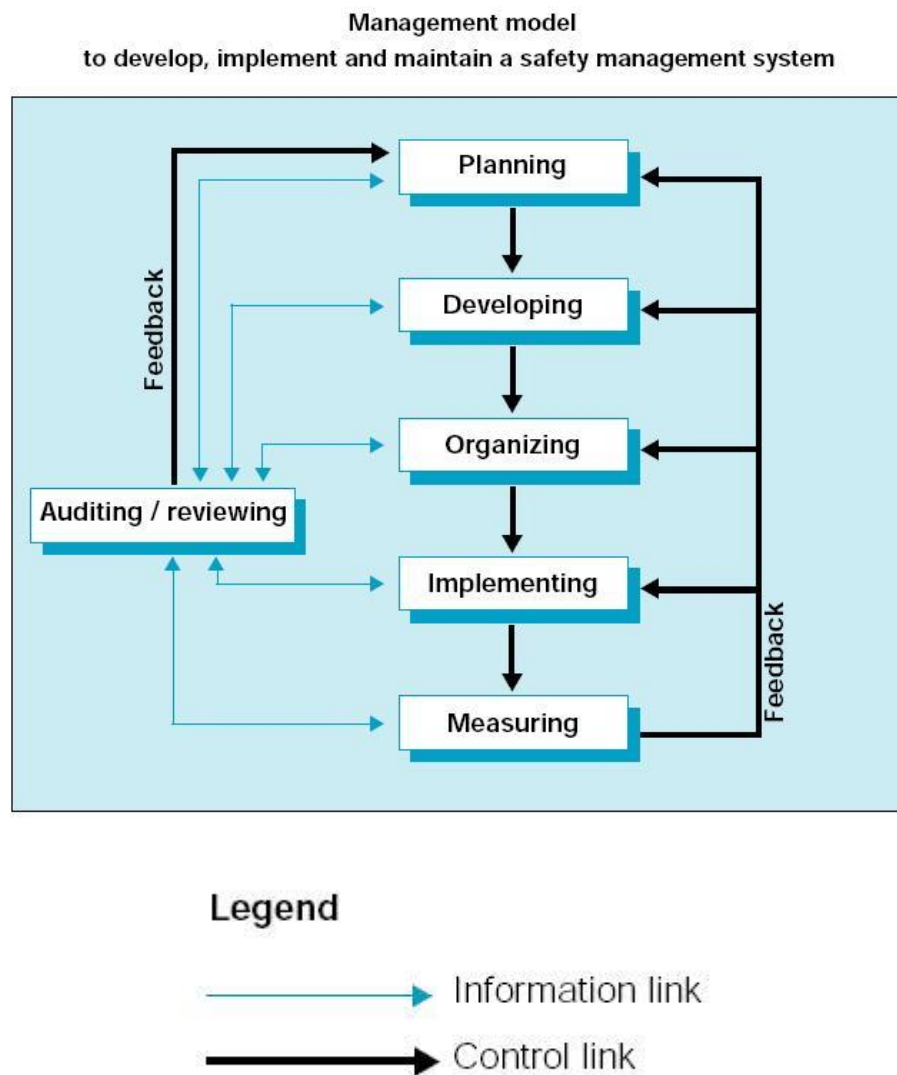 Management model
to develop, implement and maintain a safety management system
Planning
Feedback
Developing
Organizing
Auditing / reviewing
Implementing
Feedback
Measuring
Legend
Information link
Control link